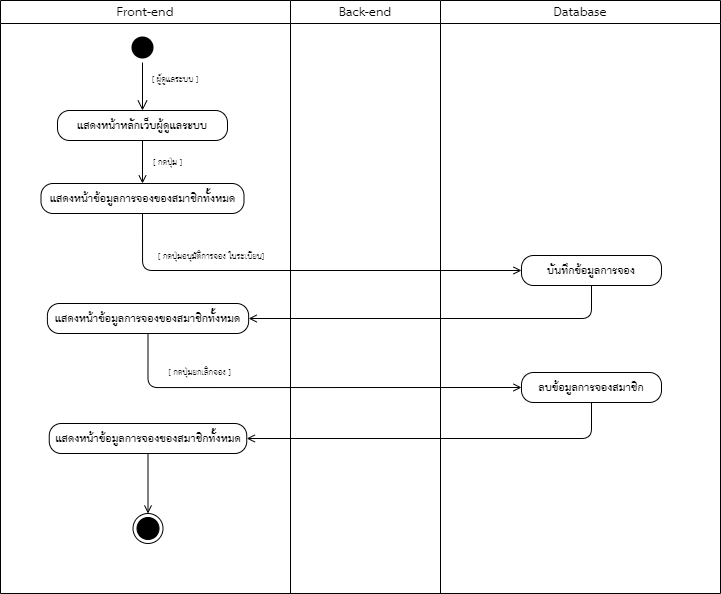 Front-end
Back-end
Database
[ ผู้ดูแลระบบ ]
แสดงหน้าหลักเว็บผู้ดูแลระบบ
[ กดปุ่ม ]
แสดงหน้าข้อมูลการจองของสมาชิกทั้งหมด
[ กดปุ่มอนุมัติการจอง ใบระเบียน]
บันทึกข้อมูลการจอง
แสดงหน้าข้อมูลการจองของสมาชิกทั้งหมด
[ กดปุ่มยกเลิกจอง ]
ลบข้อมูลการจองสมาชิก
แสดงหน้าข้อมูลการจองของสมาชิกทั้งหมด